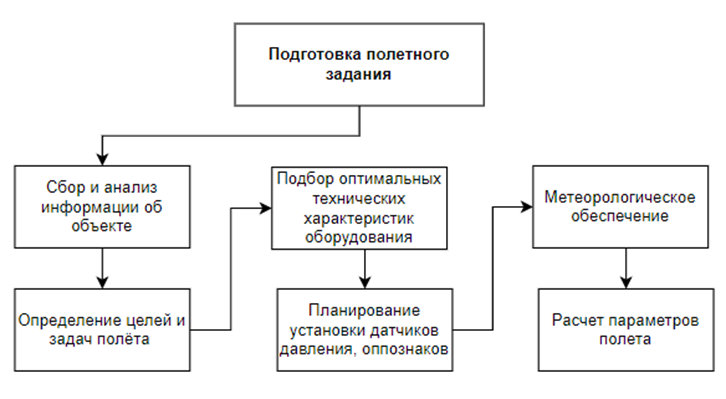 Подготовка полетного
задания
Сбор и анализ
информации об
объекте
Определение целей и
задач полёта
Подбор оптимальных
технических
характеристик
оборудования
Планирование
установки датчиков
давления, оппознаков
Метеорологическое
обеспечение
Расчет параметров
полета